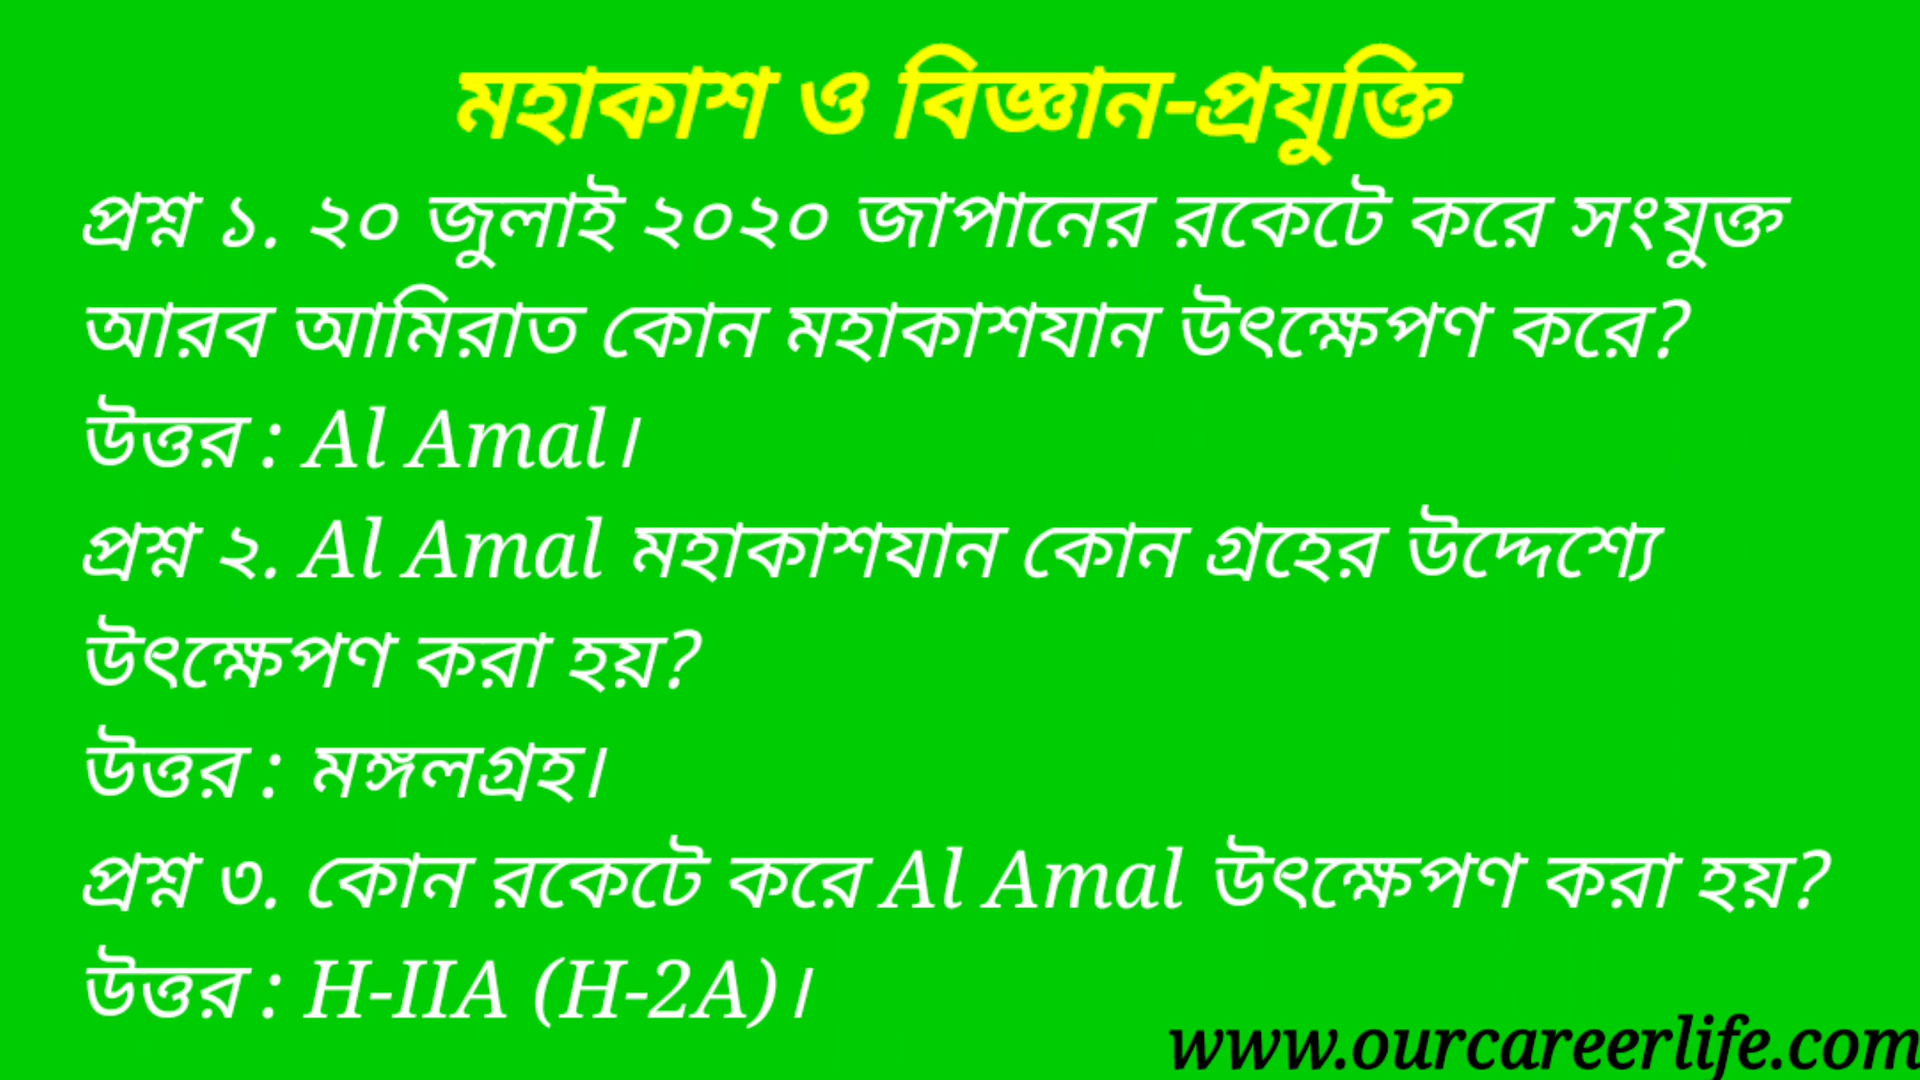 মহাকাশ ও বিজ্ঞান-প্রযুক্তি
প্রশ্ন ১. ২০ জুলাই ২০২০ জাপানের রকেটে করে সংযুক্ত
আরব আমিরাত কোন মহাকাশযান উৎক্ষেপণ করে?
উত্তর : Al Amal।
প্রশ্ন ২. Al Amal মহাকাশযান কোন গ্রহের উদ্দেশ্যে
উৎক্ষেপণ করা হয়?
উত্তর : মঙ্গলগ্রহ।
প্রশ্ন ৩. কোন রকেটে করে Al Amal উৎক্ষেপণ করা হয়?
উত্তর : H-IIA (H-2A)।
www.ourcareerlife.com